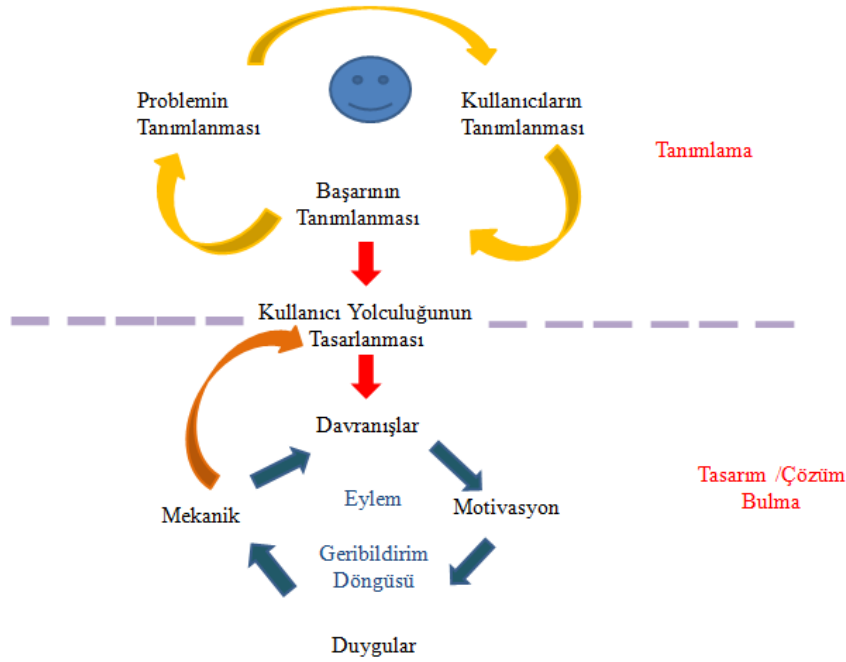 Problemin
Tanımlanması
Kullanıcıların
Tanımlanması
Tanımlama
Başarının
Tanımlanması
Kullanıcı Yolculuğunun
Tasarlanması
Davranışlar
Tasarım /Çözüm
Bulma
Eylem
Motivasyon
Mekanik
Geribildirim
Döngüsü
Duygular